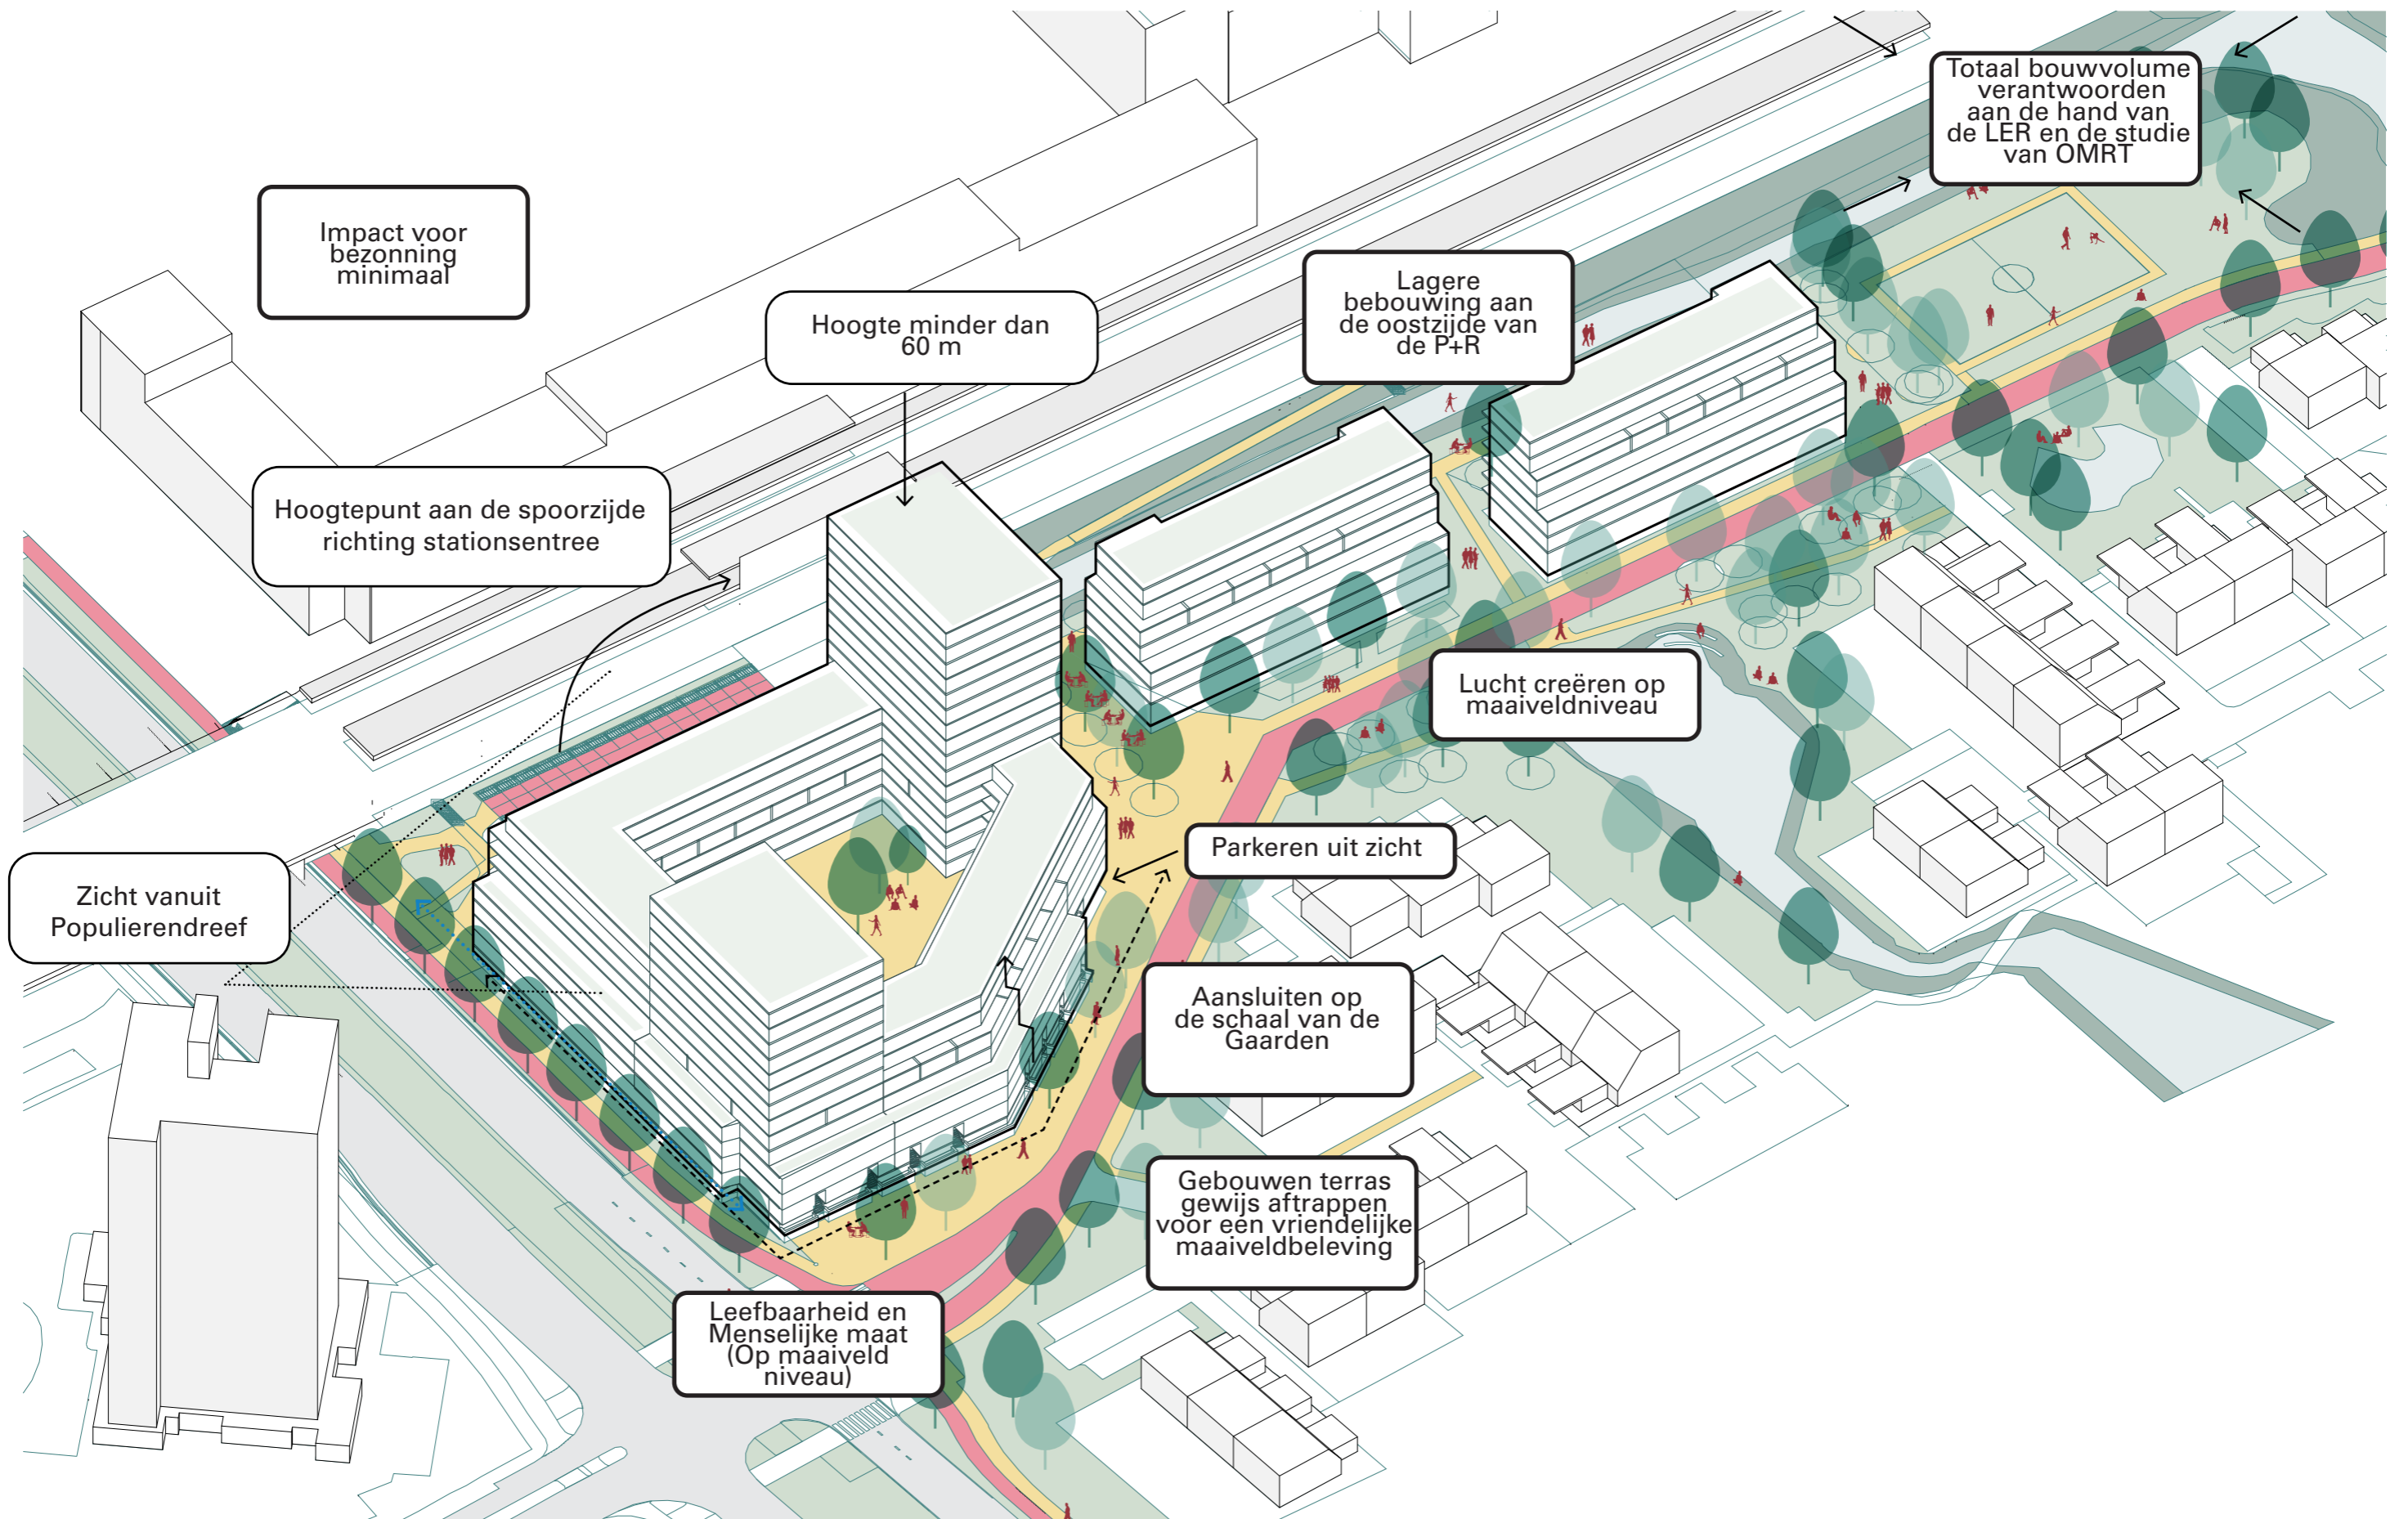 Totaal bouwvolume
verantwoorden
aan de hand van
de LER en de studie
van OMRT
Impact voor
bezonning
minimaal
Lagere
bebouwing aan
de oostzijde van
de P+R
Hoogte minder dan
60 m
Hoogtepunt aan de spoorzijde
richting stationsentree
Lucht creëren op
maaiveldniveau
Parkeren uit zicht
Zicht vanuit
Populierendreef
Aansluiten op
de schaal van de
Gaarden
Gebouwen terras
gewijs aftrappen
voor een vriendelijke
maaiveldbeleving
Leefbaarheid en
Menselijke maat
(Op maaiveld
niveau)